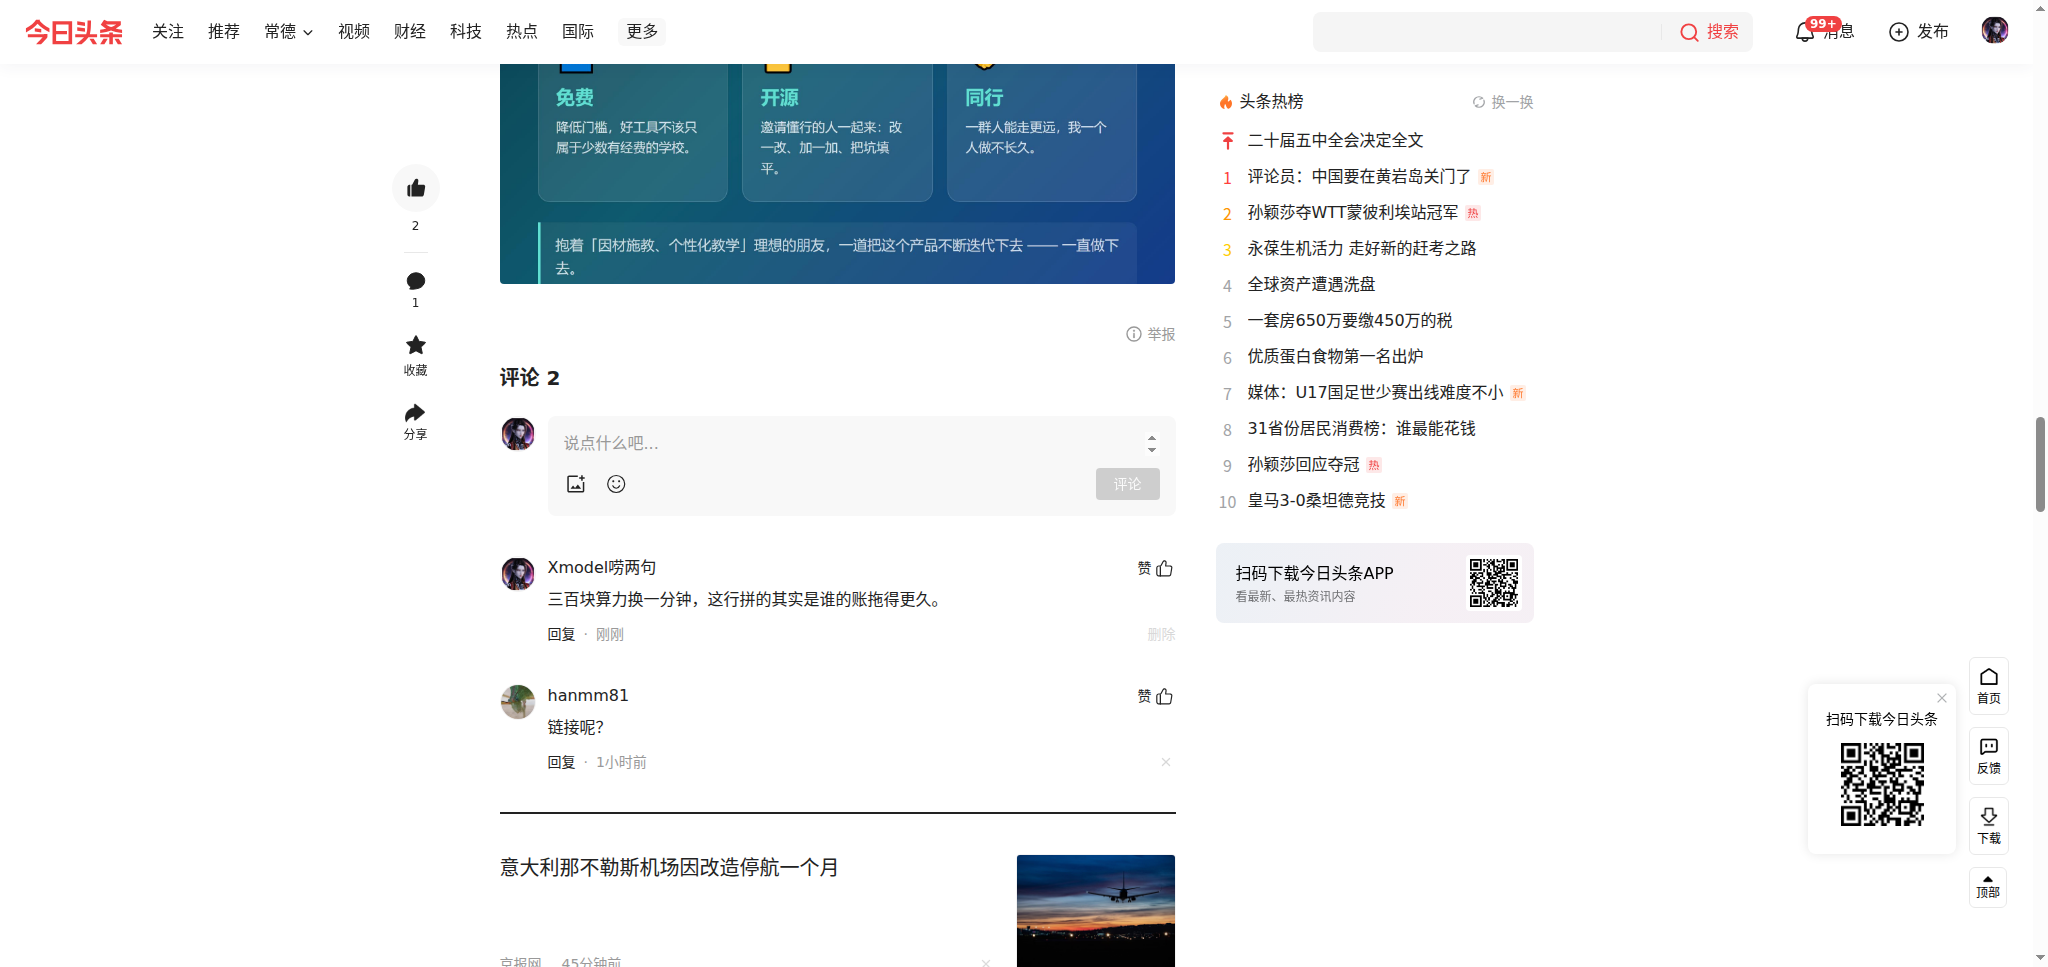 今日头条
关注 推荐 常德 视频 财经 科技 热点 国际 更多
搜索
99+
消息
发布
免费
降低门槛，好工具不该只
属于少数有经费的学校。
开源
邀请懂行的人一起来：改
一改、加一加、把坑填
平。
同行
一群人能走更远，我一个
人做不长久。
抱着「因材施教、个性化教学」理想的朋友，一道把这个产品不断迭代下去 —— 一直做下
去。
2
1
收藏
分享
举报
评论 2
说点什么吧...
评论
Xmodel唠两句
赞
三百块算力换一分钟，这行拼的其实是谁的账拖得更久。
回复 · 刚刚
删除
hanmm81
赞
链接呢？
回复 · 1小时前
意大利那不勒斯机场因改造停航一个月
京报网 45分钟前
头条热榜
换一换
二十届五中全会决定全文
1 评论员：中国要在黄岩岛关门了 新
2 孙颖莎夺WTT蒙彼利埃站冠军 热
3 永葆生机活力 走好新的赶考之路
4 全球资产遭遇洗盘
5 一套房650万要缴450万的税
6 优质蛋白食物第一名出炉
7 媒体：U17国足世少赛出线难度不小 新
8 31省份居民消费榜：谁最能花钱
9 孙颖莎回应夺冠 热
10 皇马3-0桑坦德竞技 新
扫码下载今日头条APP
看最新、最热资讯内容
扫码下载今日头条
首页
反馈
下载
顶部